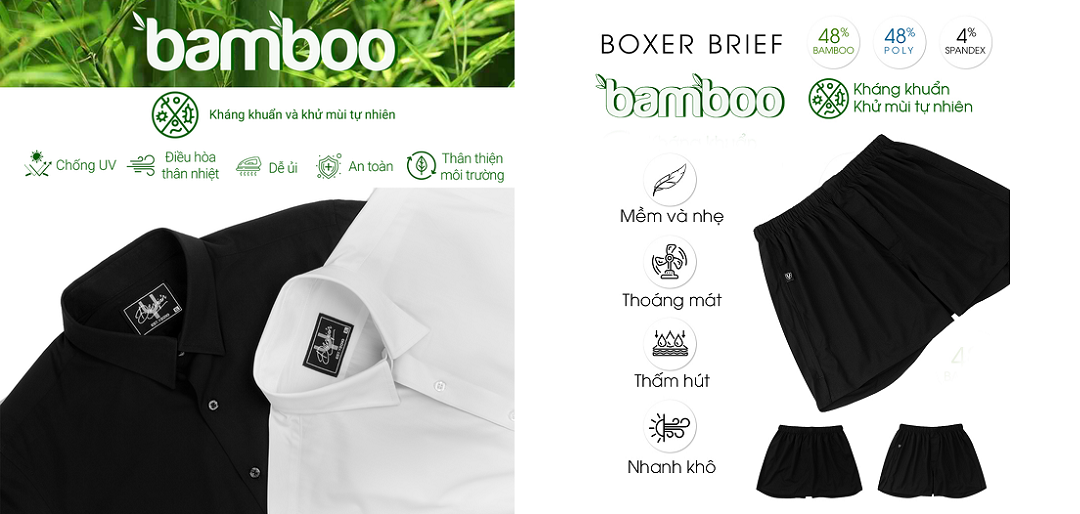 bamboo
Kháng khuẩn và khử mùi tự nhiên
Chống UV
Điều hòa
thân nhiệt
Dễ ủi
An toàn
Thân thiện
môi trường
BOXER BRIEF
48%
BAMBOO
48%
POLY
4%
SPANDEX
bamboo
Kháng khuẩn
Khử mùi tự nhiên
Mềm và nhẹ
Thoáng mát
Thấm hút
Nhanh khô